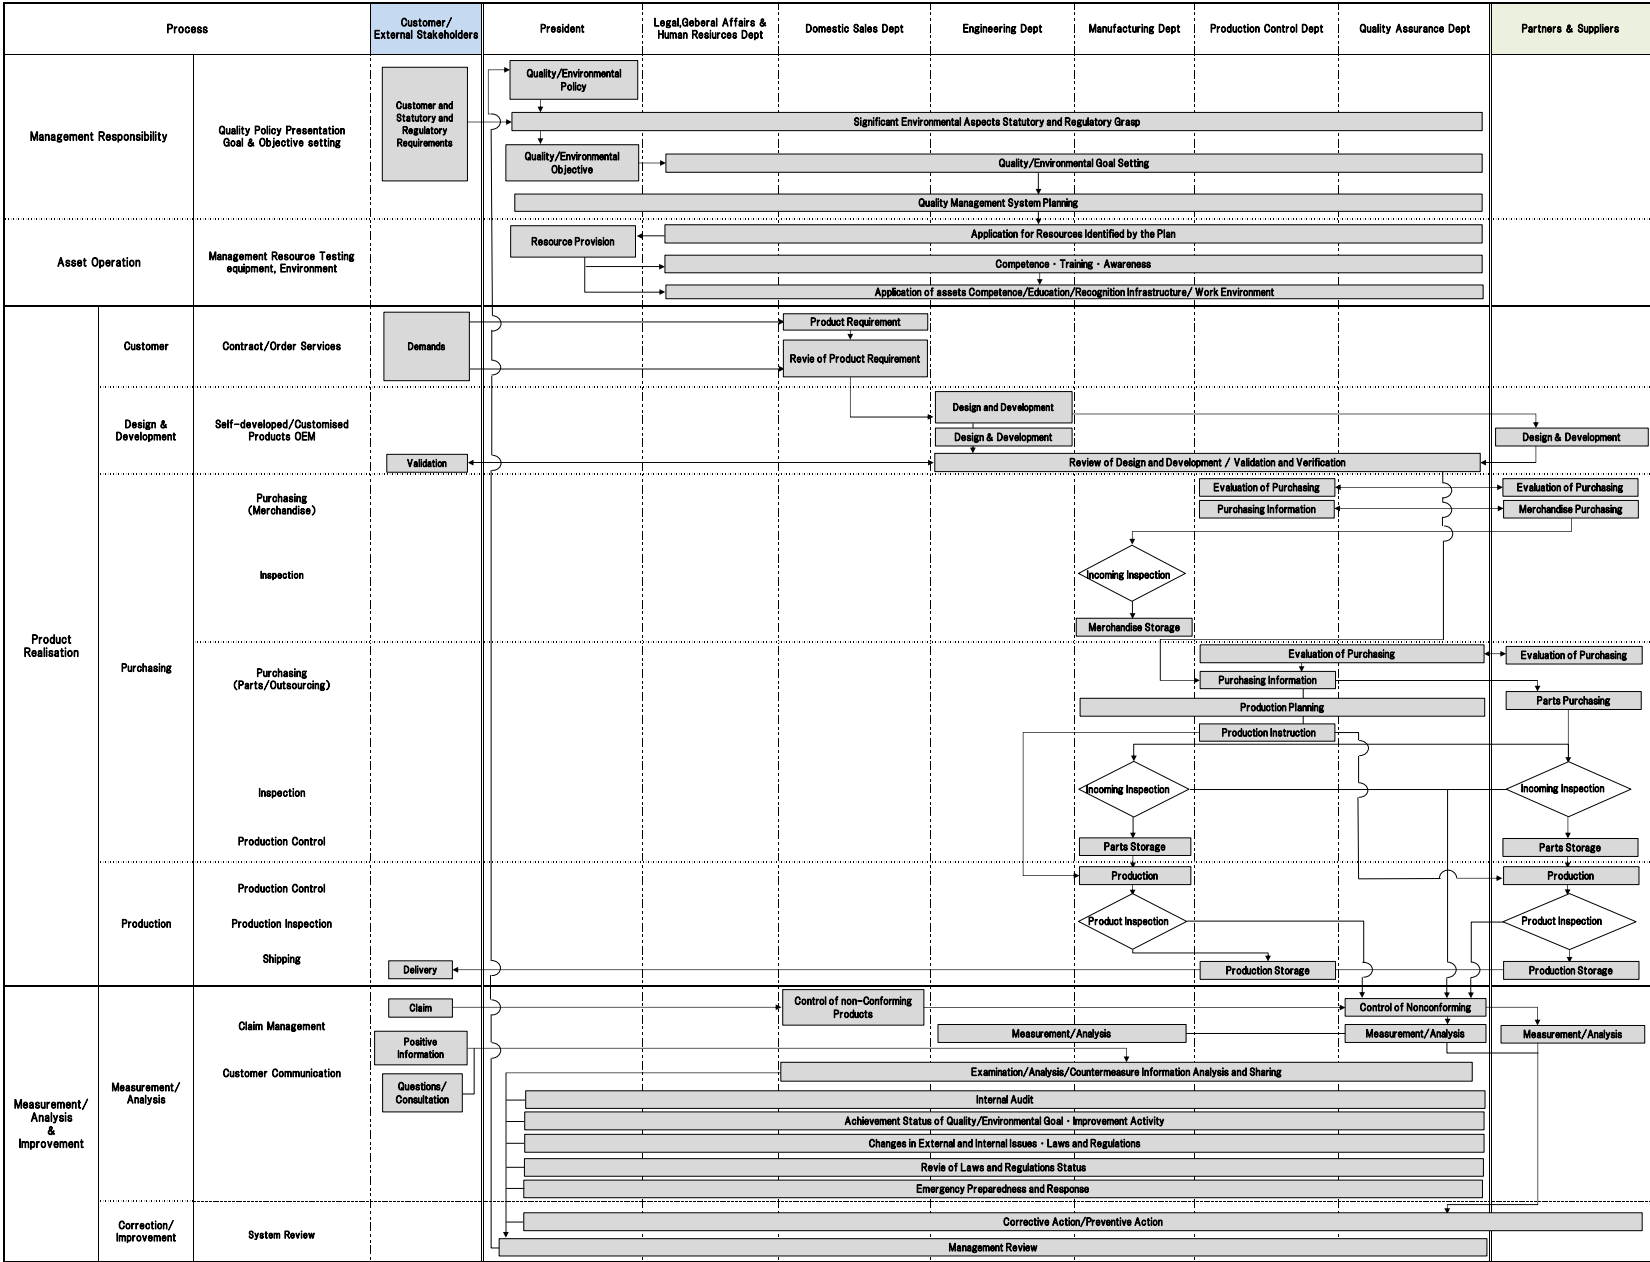 Process
Customer/
External Stakeholders
President
Legal,Geberal Affairs &
Human Resiurces Dept
Domestic Sales Dept
Engineering Dept
Manufacturing Dept
Production Control Dept
Quality Assurance Dept
Partners & Suppliers
Management Responsibility
Quality Policy Presentation
Goal & Objective setting
Customer and
Statutory and
Regulatory
Requirements
Quality/Environmental
Policy
Significant Environmental Aspects Statutory and Regulatory Grasp
Quality/Environmental
Objective
Quality/Environmental Goal Setting
Quality Management System Planning
Asset Operation
Management Resource Testing
equipment, Environment
Resource Provision
Application for Resources Identified by the Plan
Competence・Training・Awareness
Application of assets Competence/Education/Recognition Infrastructure/ Work Environment
Product
Realisation
Customer
Contract/Order Services
Demands
Product Requirement
Revie of Product Requirement
Design &
Development
Self-developed/Customised
Products OEM
Design and Development
Design & Development
Design & Development
Validation
Review of Design and Development / Validation and Verification
Purchasing
Purchasing
(Merchandise)
Evaluation of Purchasing
Evaluation of Purchasing
Purchasing Information
Merchandise Purchasing
Inspection
Incoming Inspection
Merchandise Storage
Purchasing
(Parts/Outsourcing)
Evaluation of Purchasing
Evaluation of Purchasing
Purchasing Information
Parts Purchasing
Production Planning
Production Instruction
Inspection
Incoming Inspection
Incoming Inspection
Production Control
Parts Storage
Parts Storage
Production
Production Control
Production
Production
Production Inspection
Product Inspection
Product Inspection
Shipping
Delivery
Production Storage
Production Storage
Measurement/
Analysis
&
Improvement
Measurement/
Analysis
Claim Management
Claim
Control of non-Conforming
Products
Control of Nonconforming
Measurement/Analysis
Measurement/Analysis
Measurement/Analysis
Positive
Information
Customer Communication
Examination/Analysis/Countermeasure Information Analysis and Sharing
Questions/
Consultation
Internal Audit
Achievement Status of Quality/Environmental Goal・Improvement Activity
Changes in External and Internal Issues・Laws and Regulations
Revie of Laws and Regulations Status
Emergency Preparedness and Response
Correction/
Improvement
System Review
Corrective Action/Preventive Action
Management Review